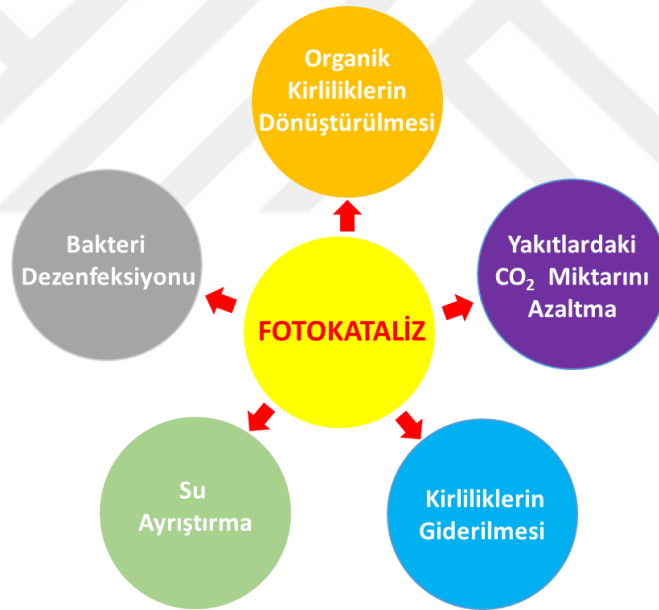 Organik
Kirliliklerin
Dönüştürülmesi
Bakteri
Dezenfeksiyonu
Yakıtlardaki
CO₂ Miktarını
Azaltma
FOTOKATALİZ
Su
Ayrıştırma
Kirliliklerin
Giderilmesi